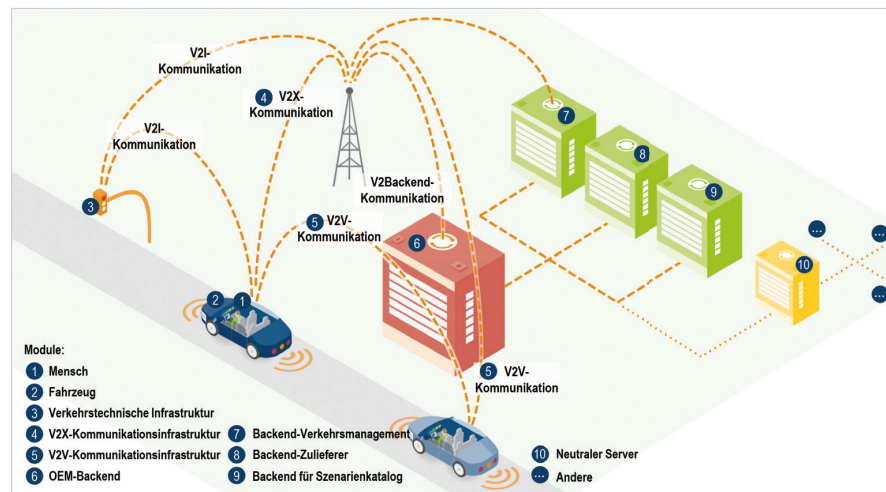 V2I-
Kommunikation
4 V2X-
Kommunikation
V2I-
Kommunikation
7
8
9
3
V2Backend-
Kommunikation
5 V2V-
Kommunikation
6
...
...
10
...
2
1
Module:
1 Mensch
2 Fahrzeug
3 Verkehrstechnische Infrastruktur
4 V2X-Kommunikationsinfrastruktur
5 V2V-Kommunikationsinfrastruktur
6 OEM-Backend
5 V2V-
Kommunikation
7 Backend-Verkehrsmanagement
8 Backend-Zulieferer
9 Backend für Szenarienkatalog
10 Neutraler Server
... Andere